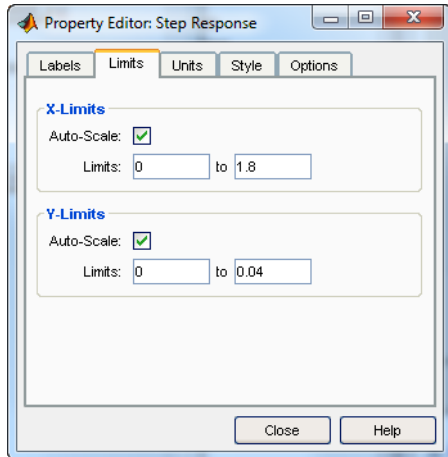 Property Editor: Step Response
Labels Limits Units Style Options
X-Limits
Auto-Scale:
Limits: 0 to 1.8
Y-Limits
Auto-Scale:
Limits: 0 to 0.04
Close Help